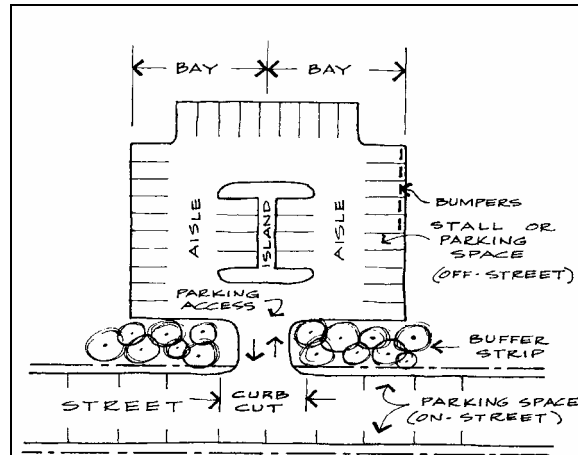 BAY
BAY
AISLE
ISLAND
AISLE
BUMPERS
STALL OR
PARKING
SPACE
(OFF-STREET)
PARKING
ACCESS
BUFFER
STRIP
STREET
CURB
CUT
PARKING SPACE
(ON-STREET)